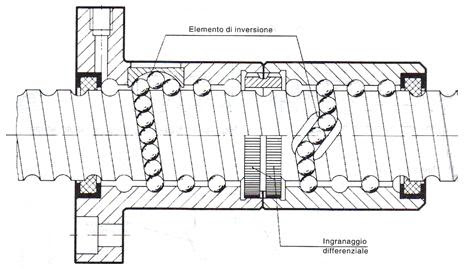 Elemento di inversione
Ingranaggio
differenziale